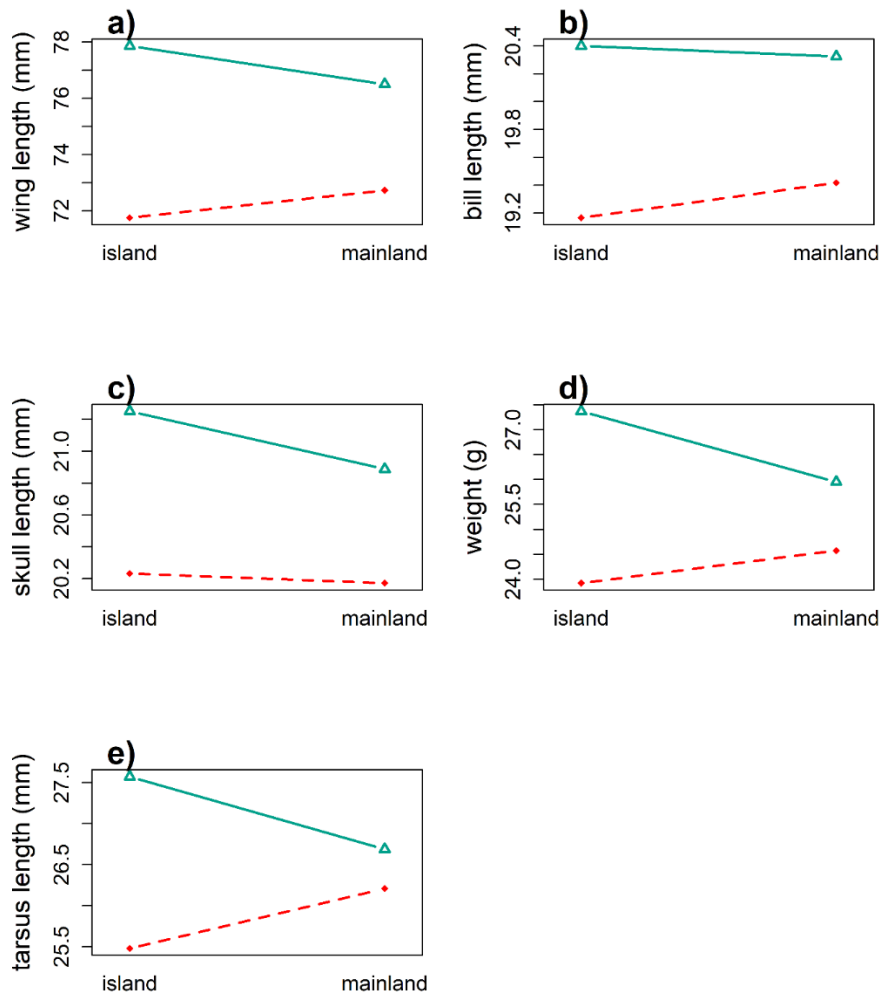 a)
wing length (mm)
78
76
74
72
island
mainland
b)
bill length (mm)
20.4
19.8
19.2
island
mainland
c)
skull length (mm)
21.0
20.6
20.2
island
mainland
d)
weight (g)
27.0
25.5
24.0
island
mainland
e)
tarsus length (mm)
27.5
26.5
25.5
island
mainland